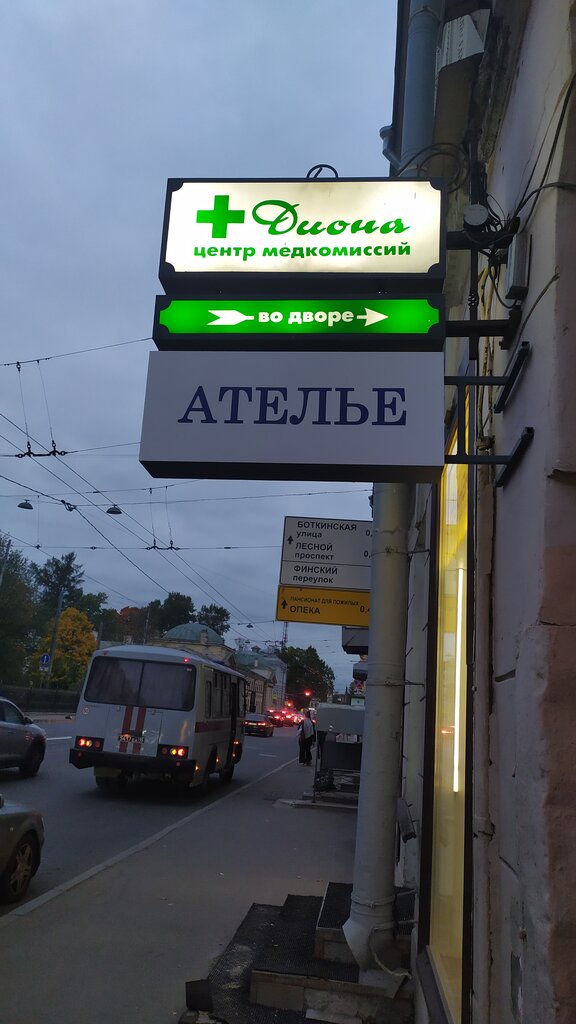 Диона
центр медкомиссий
во дворе
АТЕЛЬЕ
БОТКИНСКАЯ
улица
ЛЕСНОЙ
проспект
ФИНСКИЙ
переулок
ПАНСИОНАТ ДЛЯ ПОЖИЛЫХ
ОПЕКА